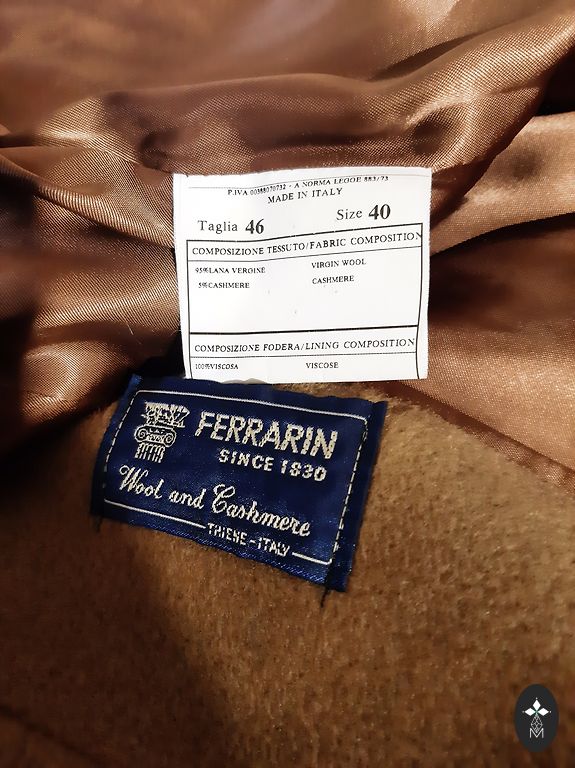 P.IVA 00388070732 - A NORMA LEGGE 883/73
MADE IN ITALY
Taglia 46 Size 40
COMPOSIZIONE TESSUTO/FABRIC COMPOSITION
95%LANA VERGINE VIRGIN WOOL
5%CASHMERE CASHMERE
COMPOSIZIONE FODERA/LINING COMPOSITION
100%VISCOSA VISCOSE
FERRARIN
SINCE 1830
Wool and Cashmere
THIENE-ITALY
M